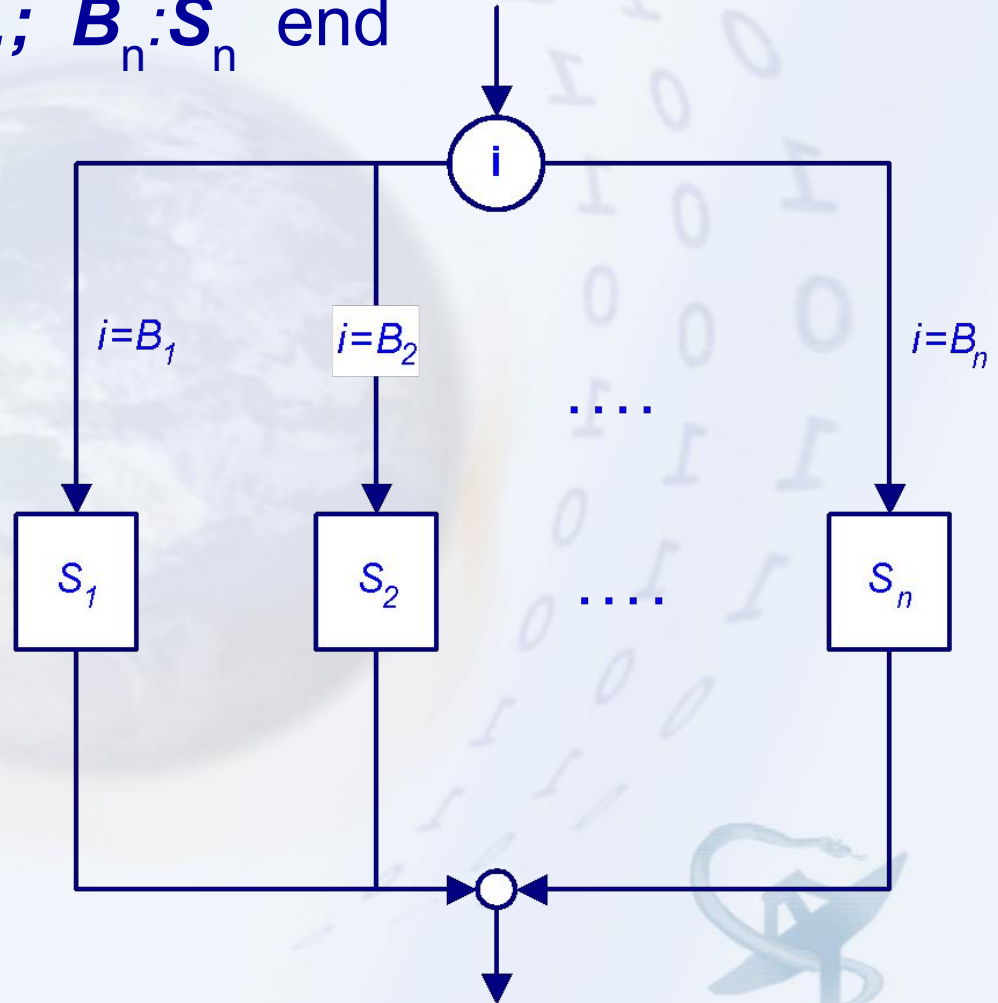 .; Bn:Sn end
i
i=B1
i=B2
i=Bn
....
S1
S2
....
Sn